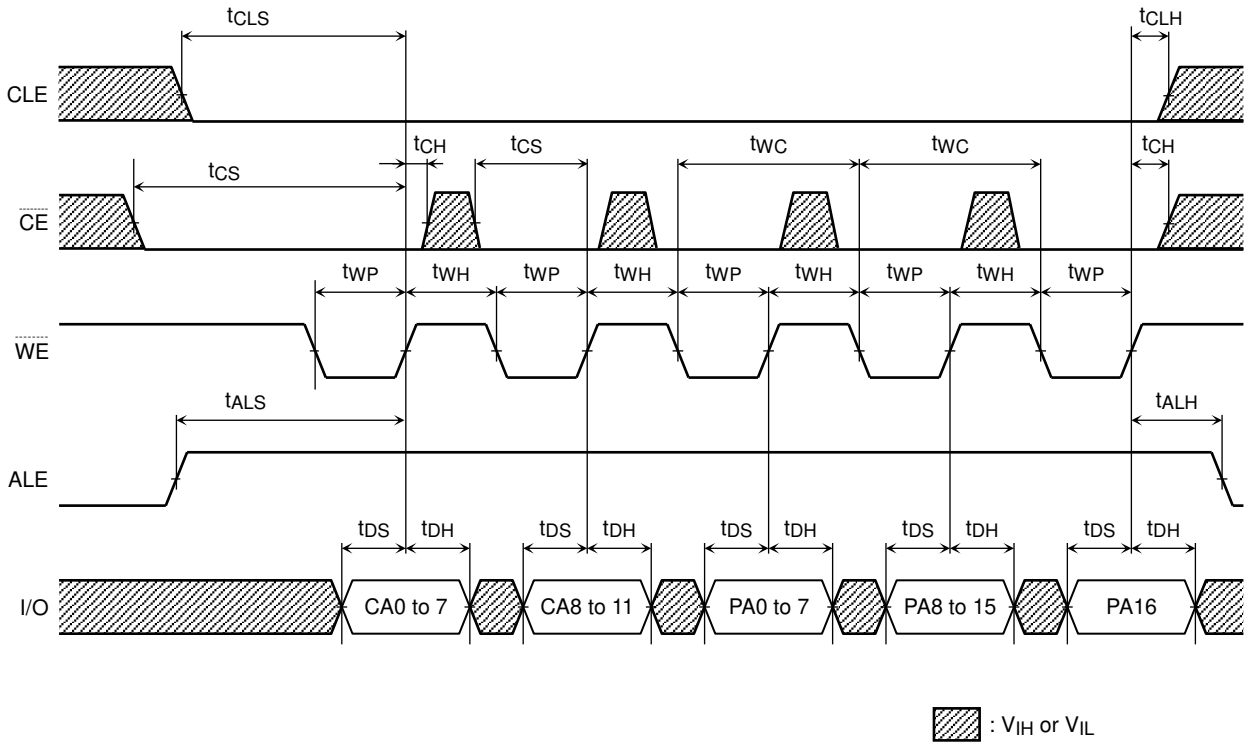 tCLS tCLH
CLE
tCH tCS tWC tWC tCH
tCS
CE
tWP tWH tWP tWH tWP tWH tWP tWH tWP
WE
tALS tALH
ALE
tDS tDH tDS tDH tDS tDH tDS tDH tDS tDH
I/O CA0 to 7 CA8 to 11 PA0 to 7 PA8 to 15 PA16
: VIH or VIL